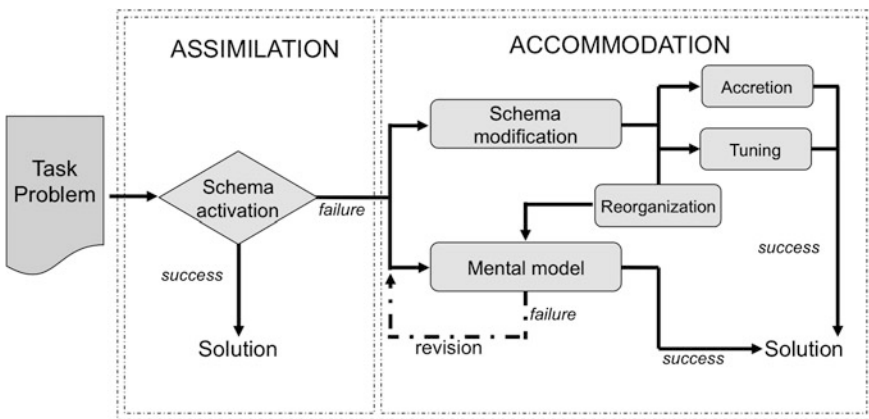 ASSIMILATION
ACCOMMODATION
Task
Problem
Schema
activation
failure
success
Solution
Schema
modification
Accretion
Tuning
Reorganization
Mental model
failure
revision
success
success
Solution